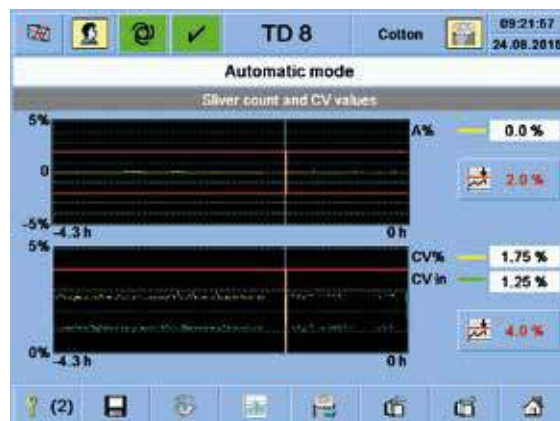 TD 8
Cotton
09:21:57
24.08.2018
Automatic mode
Sliver count and CV values
5%
A%
0.0 %
0
2.0 %
-5%
-4.3 h
0 h
5%
CV%
1.75 %
CV in
1.25 %
4.0 %
0%
-4.3 h
0 h
? (2)